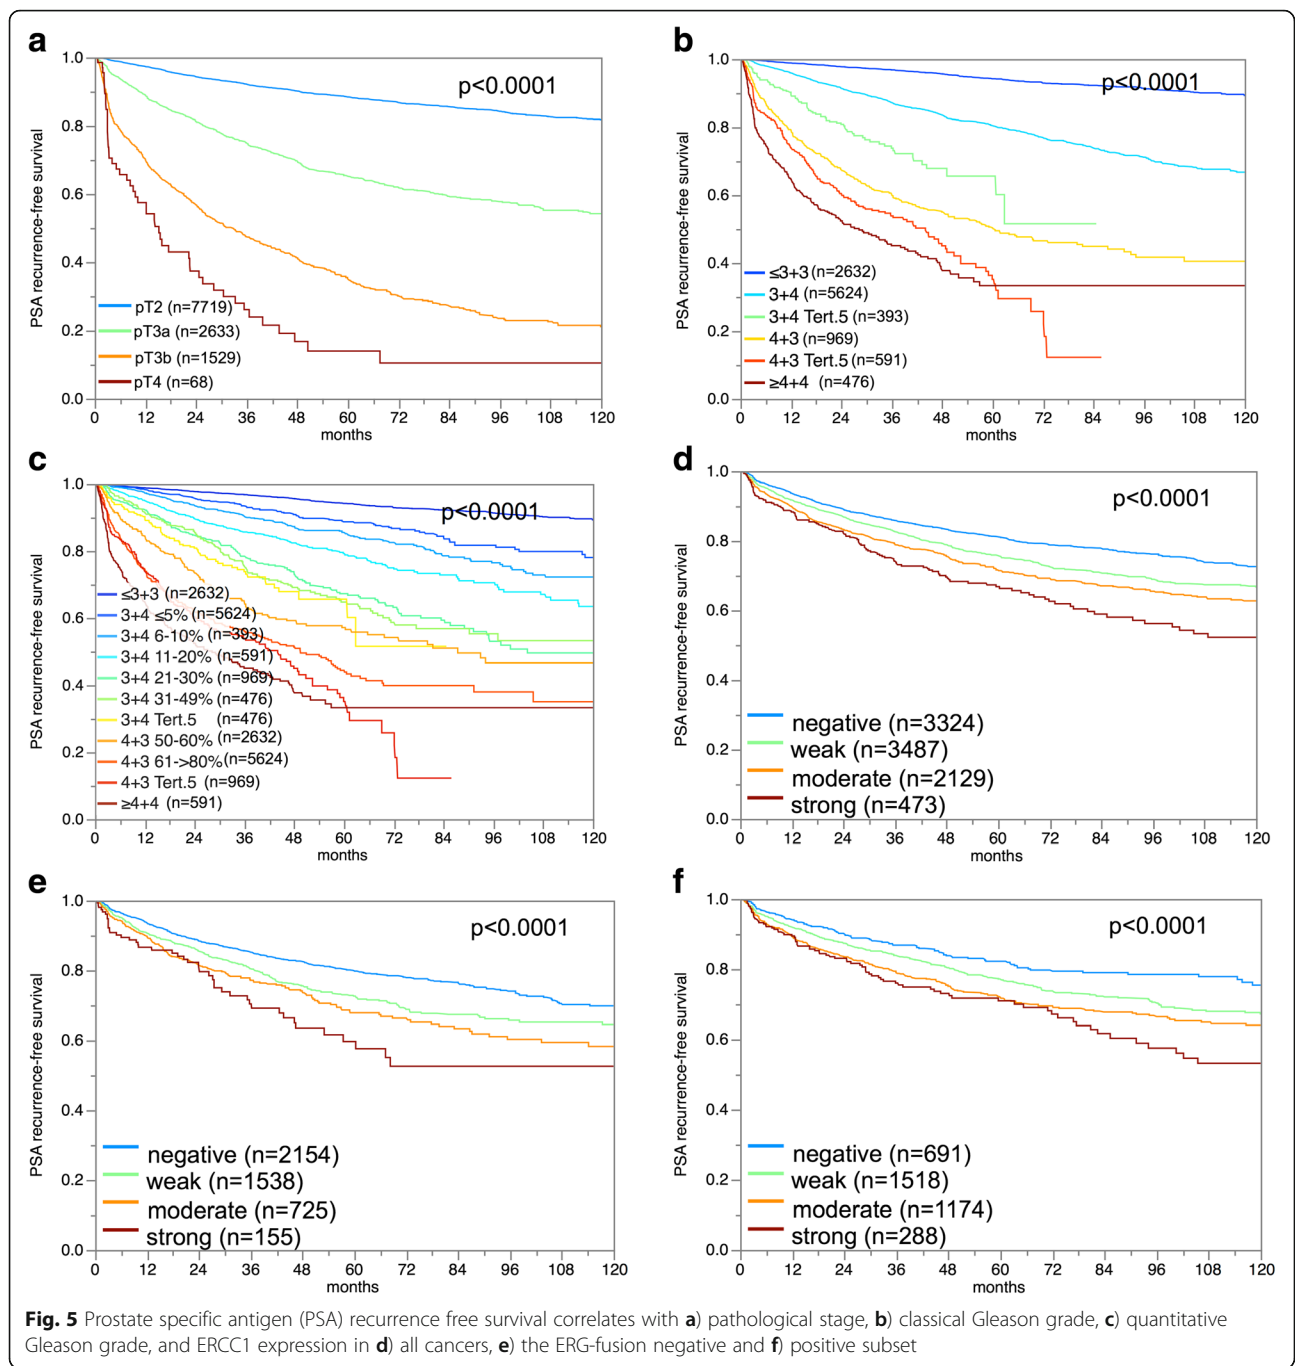 a
1.0
0.8
0.6
0.4
0.2
0.0
PSA recurrence-free survival
p<0.0001
pT2 (n=7719)
pT3a (n=2633)
pT3b (n=1529)
pT4 (n=68)
0 12 24 36 48 60 72 84 96 108 120
months
b
1.0
0.8
0.6
0.4
0.2
0.0
PSA recurrence-free survival
p<0.0001
≤3+3 (n=2632)
3+4 (n=5624)
3+4 Tert.5 (n=393)
4+3 (n=969)
4+3 Tert.5 (n=591)
≥4+4 (n=476)
0 12 24 36 48 60 72 84 96 108 120
months
c
1.0
0.8
0.6
0.4
0.2
0.0
PSA recurrence-free survival
p<0.0001
≤3+3 (n=2632)
3+4 ≤5% (n=5624)
3+4 6-10% (n=393)
3+4 11-20% (n=591)
3+4 21-30% (n=969)
3+4 31-49% (n=476)
3+4 Tert.5 (n=476)
4+3 50-60% (n=2632)
4+3 61->80% (n=5624)
4+3 Tert.5 (n=969)
≥4+4 (n=591)
0 12 24 36 48 60 72 84 96 108 120
months
d
1.0
0.8
0.6
0.4
0.2
0.0
PSA recurrence-free survival
p<0.0001
negative (n=3324)
weak (n=3487)
moderate (n=2129)
strong (n=473)
0 12 24 36 48 60 72 84 96 108 120
months
e
1.0
0.8
0.6
0.4
0.2
0.0
PSA recurrence-free survival
p<0.0001
negative (n=2154)
weak (n=1538)
moderate (n=725)
strong (n=155)
0 12 24 36 48 60 72 84 96 108 120
months
f
1.0
0.8
0.6
0.4
0.2
0.0
PSA recurrence-free survival
p<0.0001
negative (n=691)
weak (n=1518)
moderate (n=1174)
strong (n=288)
0 12 24 36 48 60 72 84 96 108 120
months
Fig. 5 Prostate specific antigen (PSA) recurrence free survival correlates with a) pathological stage, b) classical Gleason grade, c) quantitative
Gleason grade, and ERCC1 expression in d) all cancers, e) the ERG-fusion negative and f) positive subset